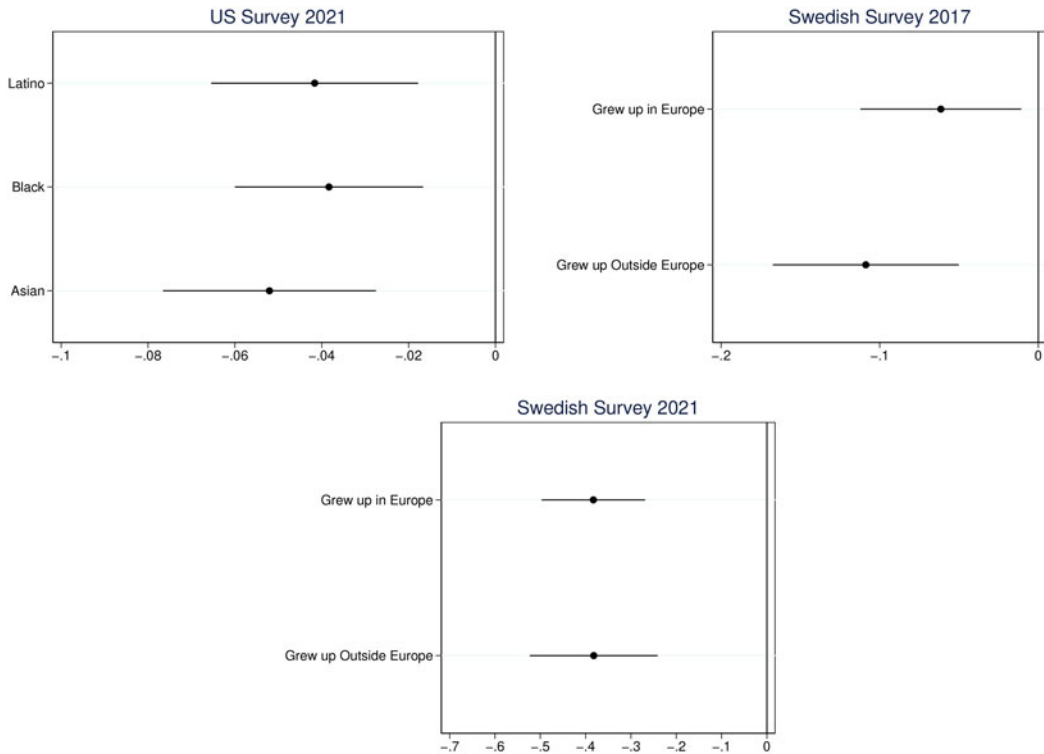 US Survey 2021
Latino
Black
Asian
-.1 -.08 -.06 -.04 -.02 0
Swedish Survey 2017
Grew up in Europe
Grew up Outside Europe
-.2 -.1 0
Swedish Survey 2021
Grew up in Europe
Grew up Outside Europe
-.7 -.6 -.5 -.4 -.3 -.2 -.1 0